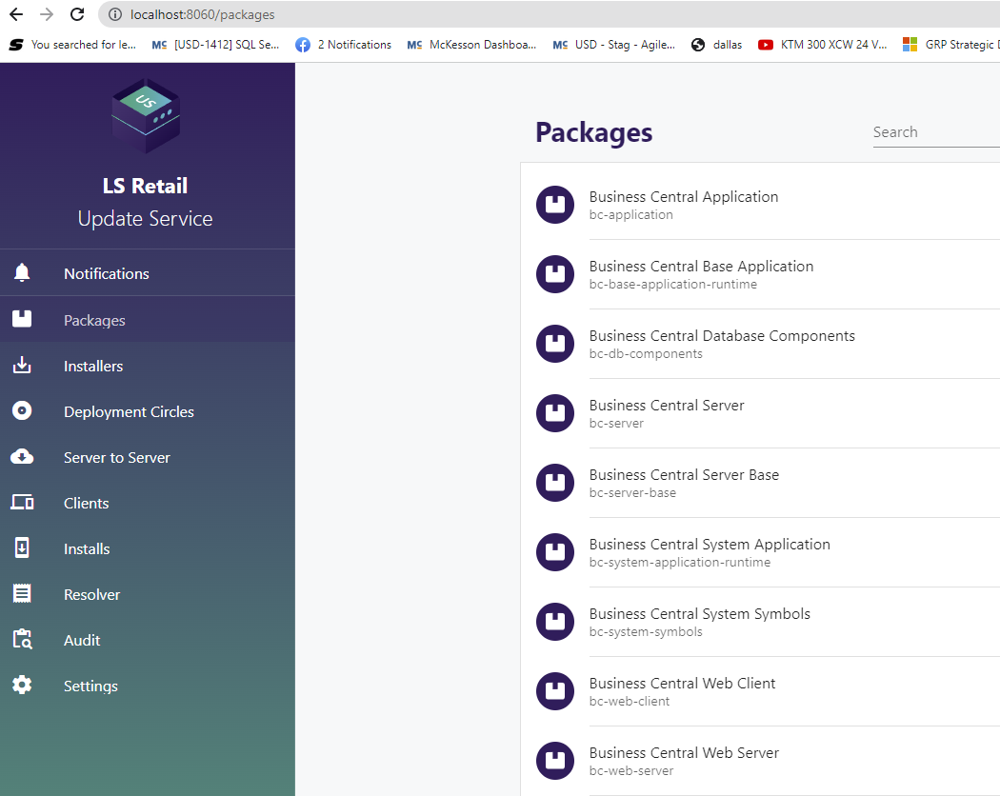 localhost:8060/packages
You searched for le...
MC [USD-1412] SQL Se...
2 Notifications
MC McKesson Dashboa...
MC USD - Stag - Agile...
dallas
KTM 300 XCW 24 V...
GRP Strategic D
US
LS Retail
Update Service
Notifications
Packages
Installers
Deployment Circles
Server to Server
Clients
Installs
Resolver
Audit
Settings
Packages
Search
Business Central Application
bc-application
Business Central Base Application
bc-base-application-runtime
Business Central Database Components
bc-db-components
Business Central Server
bc-server
Business Central Server Base
bc-server-base
Business Central System Application
bc-system-application-runtime
Business Central System Symbols
bc-system-symbols
Business Central Web Client
bc-web-client
Business Central Web Server
bc-web-server